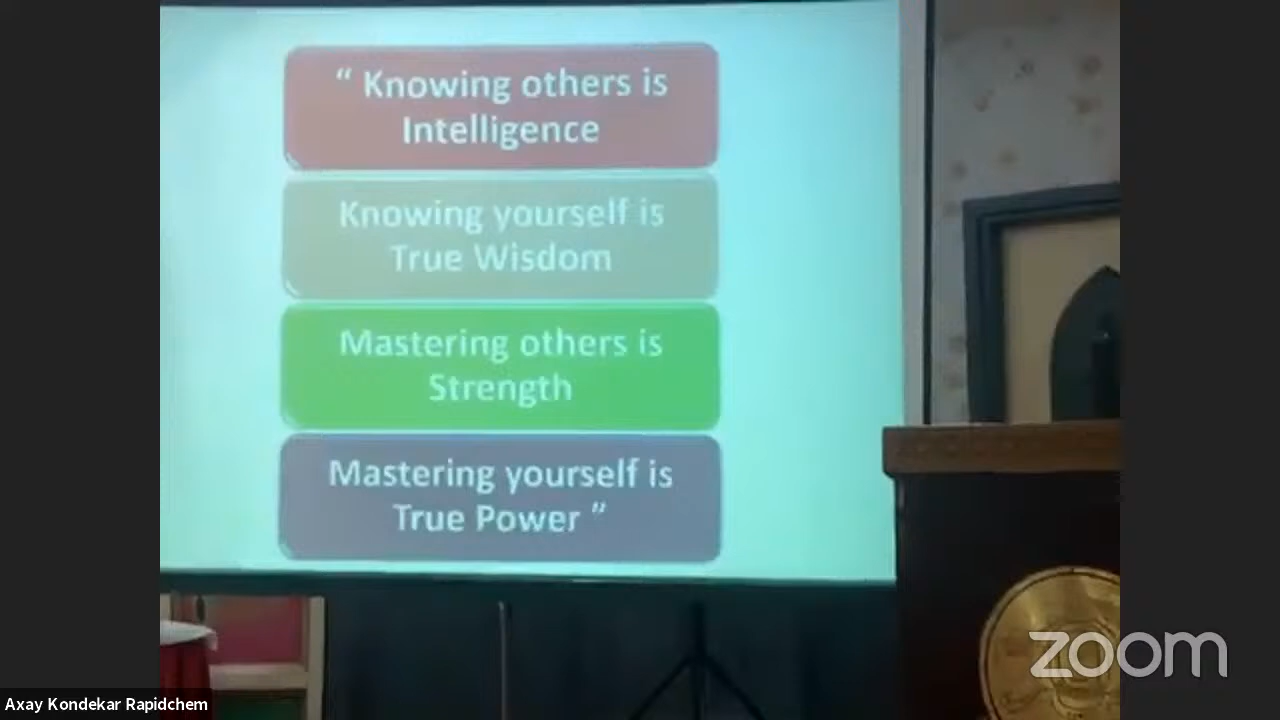 “ Knowing others is
Intelligence
Knowing yourself is
True Wisdom
Mastering others is
Strength
Mastering yourself is
True Power ”
zoom
Axay Kondekar Rapidchem